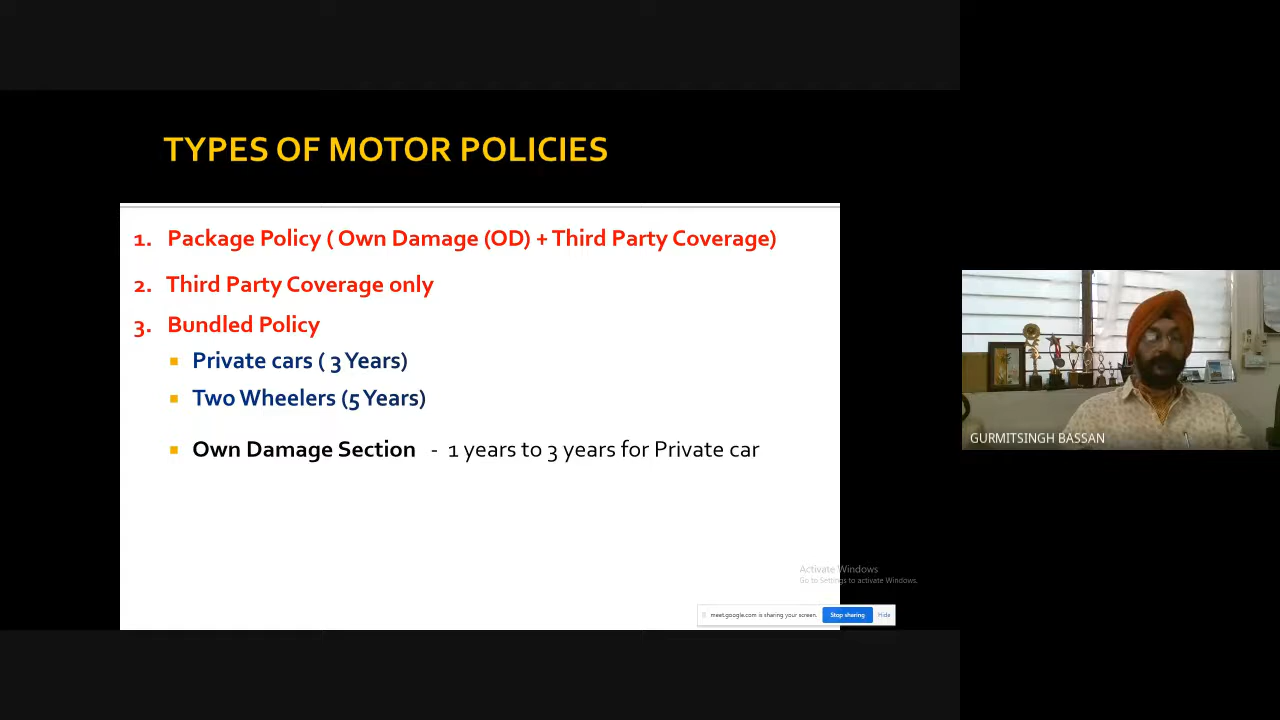 TYPES OF MOTOR POLICIES
1. Package Policy ( Own Damage (OD) + Third Party Coverage)
2. Third Party Coverage only
3. Bundled Policy
▪ Private cars ( 3 Years)
▪ Two Wheelers (5 Years)
▪ Own Damage Section - 1 years to 3 years for Private car
GURMITSINGH BASSAN
Activate Windows
Go to Settings to activate Windows.
meet.google.com is sharing your screen. Stop sharing Hide